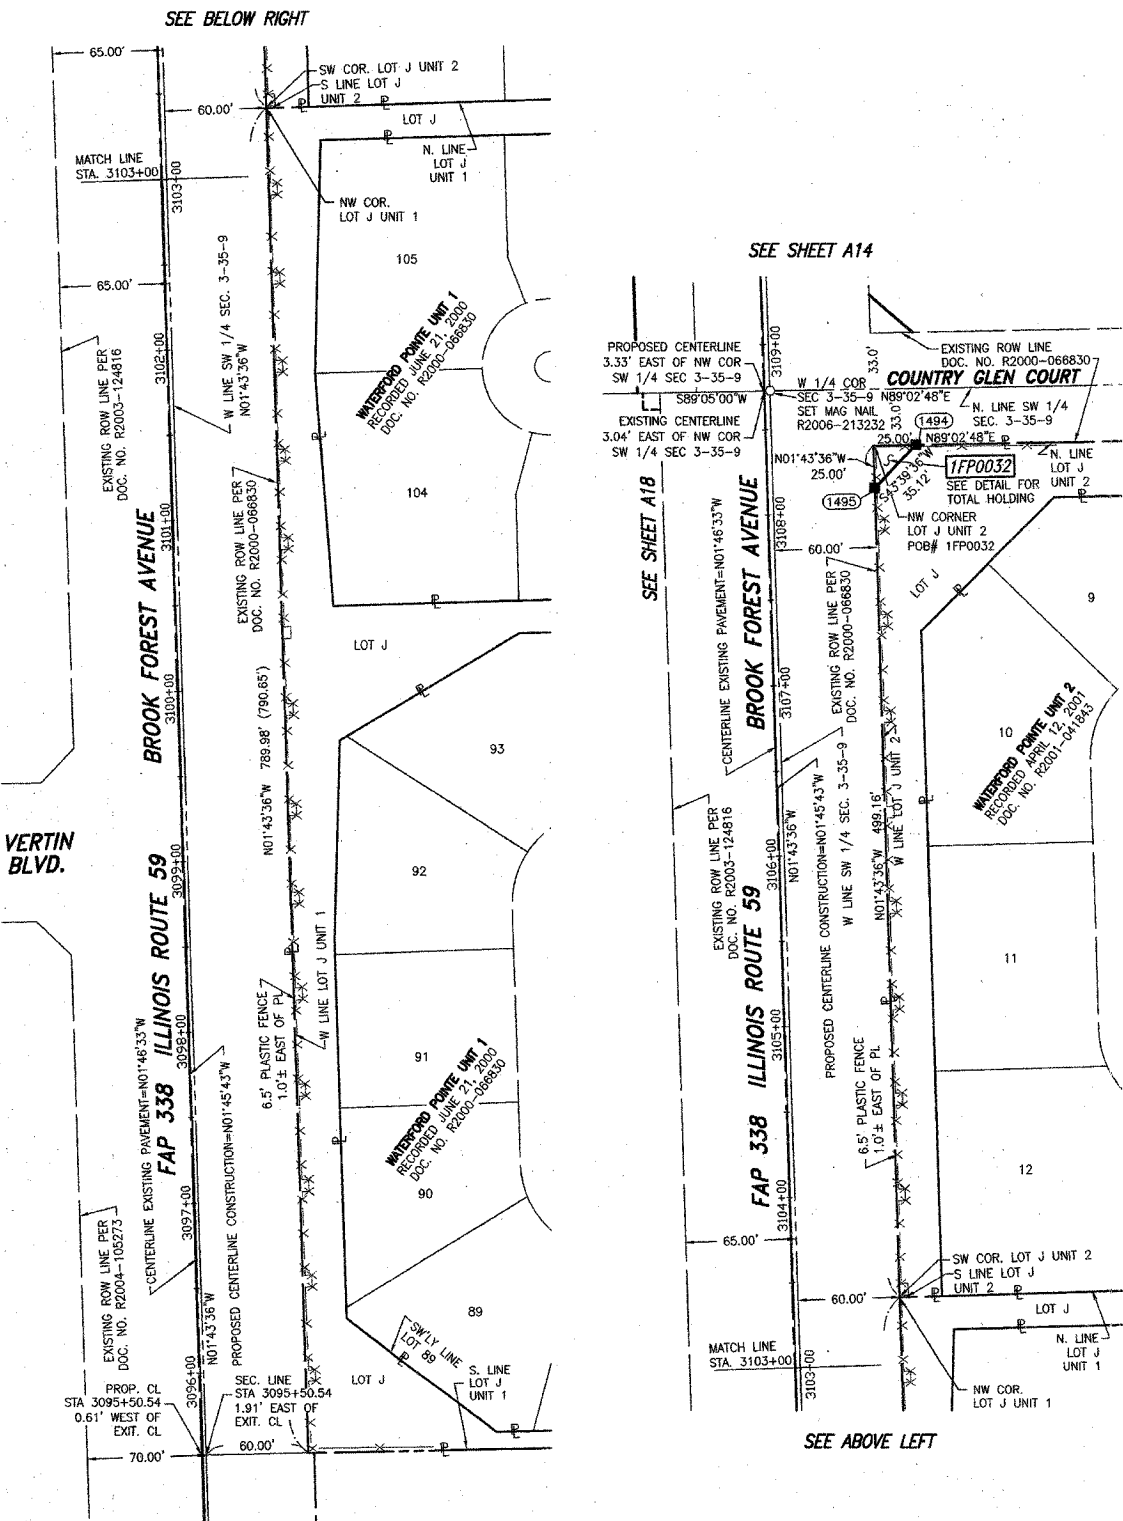 SEE BELOW RIGHT
65.00'
SW COR. LOT J UNIT 2
S LINE LOT J
UNIT 2
60.00'
LOT J
N. LINE
LOT J
UNIT 1
MATCH LINE
STA. 3103+00
3103+00
NW COR.
LOT J UNIT 1
W LINE SW 1/4 SEC. 3-35-9
N01°43'36"W
105
65.00'
WATERFORD POINTE UNIT 1
RECORDED JUNE 21, 2000
DOC. NO. R2000-066830
EXISTING ROW LINE PER
DOC. NO. R2003-124816
3102+00
104
EXISTING ROW LINE PER
DOC. NO. R2000-066830
3101+00
BROOK FOREST AVENUE
LOT J
3100+00
N01°43'36"W 789.98' (790.65')
93
VERTIN
BLVD.
3099+00
92
FAP 338 ILLINOIS ROUTE 59
W LINE LOT J UNIT 1
6.5' PLASTIC FENCE
1.0'± EAST OF PL
3098+00
91
WATERFORD POINTE UNIT 1
RECORDED JUNE 21, 2000
DOC. NO. R2000-066830
CENTERLINE EXISTING PAVEMENT=N01°46'33"W
PROPOSED CENTERLINE CONSTRUCTION=N01°45'43"W
90
3097+00
EXISTING ROW LINE PER
DOC. NO. R2004-105273
N01°43'36"W
89
SW'LY LINE
LOT 89
3096+00
PROP. CL
STA 3095+50.54
0.61' WEST OF
EXIT. CL
SEC. LINE
STA 3095+50.54
1.91' EAST OF
EXIT. CL
LOT J
S. LINE
LOT J
UNIT 1
60.00'
70.00'
SEE SHEET A14
PROPOSED CENTERLINE
3.33' EAST OF NW COR
SW 1/4 SEC 3-35-9
3109+00
33.0'
EXISTING ROW LINE
DOC. NO. R2000-066830
COUNTRY GLEN COURT
S89°05'00"W
W 1/4 COR
SEC 3-35-9
SET MAG NAIL
R2006-213232
N89°02'48"E
33.0'
N. LINE SW 1/4
SEC. 3-35-9
EXISTING CENTERLINE
3.04' EAST OF NW COR
SW 1/4 SEC 3-35-9
1494
25.00'
N89°02'48"E
N01°43'36"W
25.00'
1FP0032
SEE DETAIL FOR
TOTAL HOLDING
N. LINE
LOT J
UNIT 2
S43°39'36"W
35.12'
1495
NW CORNER
LOT J UNIT 2
POB# 1FP0032
SEE SHEET A18
3108+00
60.00'
LOT J
9
BROOK FOREST AVENUE
CENTERLINE EXISTING PAVEMENT=N01°46'33"W
EXISTING ROW LINE PER
DOC. NO. R2000-066830
3107+00
10
WATERFORD POINTE UNIT 2
RECORDED APRIL 12, 2001
DOC. NO. R2001-041843
EXISTING ROW LINE PER
DOC. NO. R2003-124816
3106+00
N01°43'36"W
PROPOSED CENTERLINE CONSTRUCTION=N01°45'43"W
W LINE SW 1/4 SEC. 3-35-9
N01°43'36"W 499.16'
W LINE LOT J UNIT 2
FAP 338 ILLINOIS ROUTE 59
11
3105+00
6.5' PLASTIC FENCE
1.0'± EAST OF PL
12
3104+00
65.00'
SW COR. LOT J UNIT 2
S LINE LOT J
UNIT 2
60.00'
LOT J
N. LINE
LOT J
UNIT 1
MATCH LINE
STA. 3103+00
3103+00
NW COR.
LOT J UNIT 1
SEE ABOVE LEFT